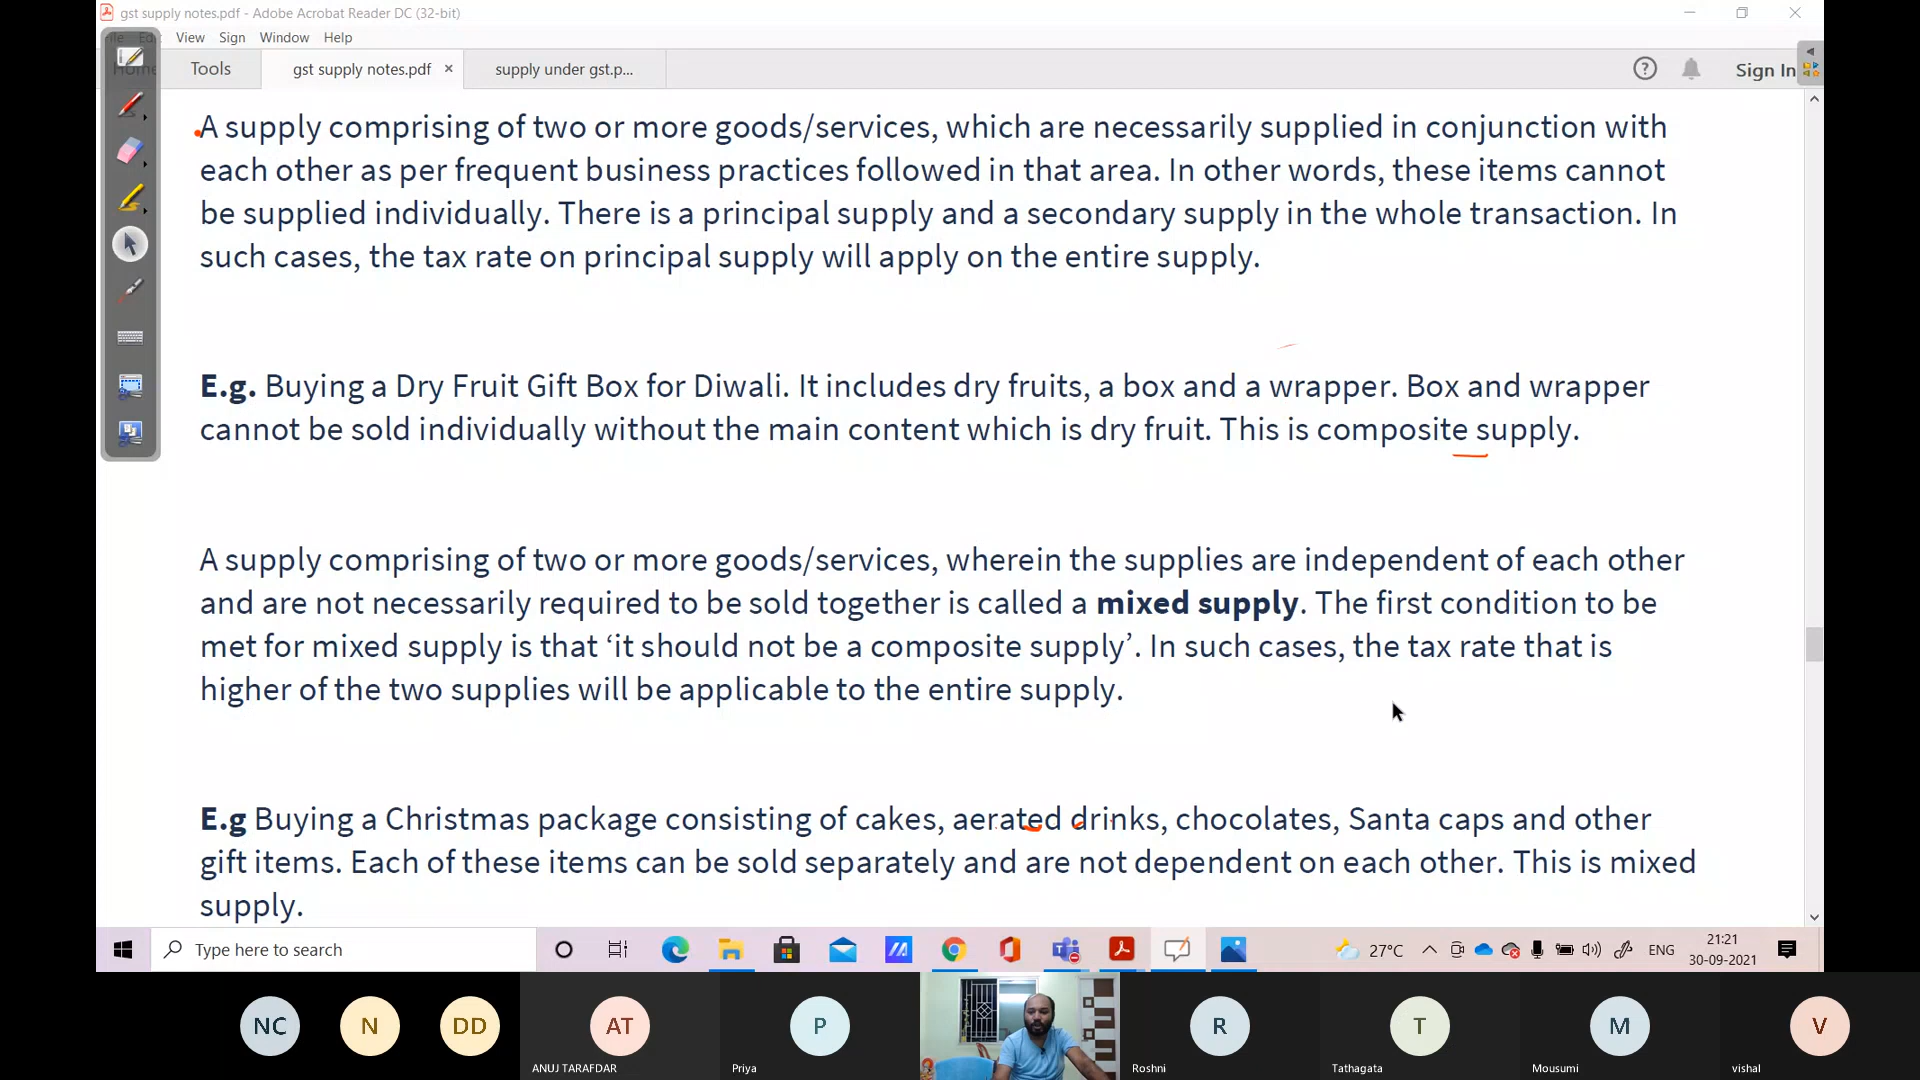 gst supply notes.pdf - Adobe Acrobat Reader DC (32-bit)
View Sign Window Help
Home Tools gst supply notes.pdf × supply under gst.p... Sign In
A supply comprising of two or more goods/services, which are necessarily supplied in conjunction with
each other as per frequent business practices followed in that area. In other words, these items cannot
be supplied individually. There is a principal supply and a secondary supply in the whole transaction. In
such cases, the tax rate on principal supply will apply on the entire supply.
E.g. Buying a Dry Fruit Gift Box for Diwali. It includes dry fruits, a box and a wrapper. Box and wrapper
cannot be sold individually without the main content which is dry fruit. This is composite supply.
A supply comprising of two or more goods/services, wherein the supplies are independent of each other
and are not necessarily required to be sold together is called a mixed supply. The first condition to be
met for mixed supply is that ‘it should not be a composite supply’. In such cases, the tax rate that is
higher of the two supplies will be applicable to the entire supply.
E.g Buying a Christmas package consisting of cakes, aerated drinks, chocolates, Santa caps and other
gift items. Each of these items can be sold separately and are not dependent on each other. This is mixed
supply.
Type here to search 27°C ENG 21:21
30-09-2021
NC N DD AT P R T M V
ANUJ TARAFDAR Priya Roshni Tathagata Mousumi vishal